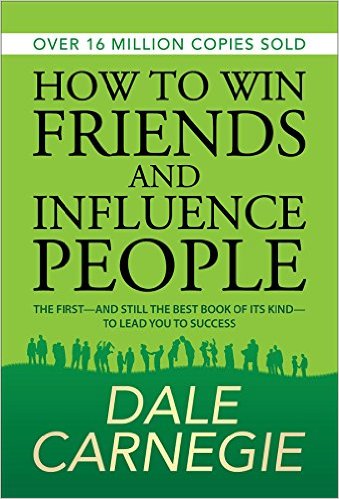 OVER 16 MILLION COPIES SOLD
HOW TO WIN
FRIENDS
AND
INFLUENCE
PEOPLE
THE FIRST—AND STILL THE BEST BOOK OF ITS KIND—
TO LEAD YOU TO SUCCESS
DALE
CARNEGIE